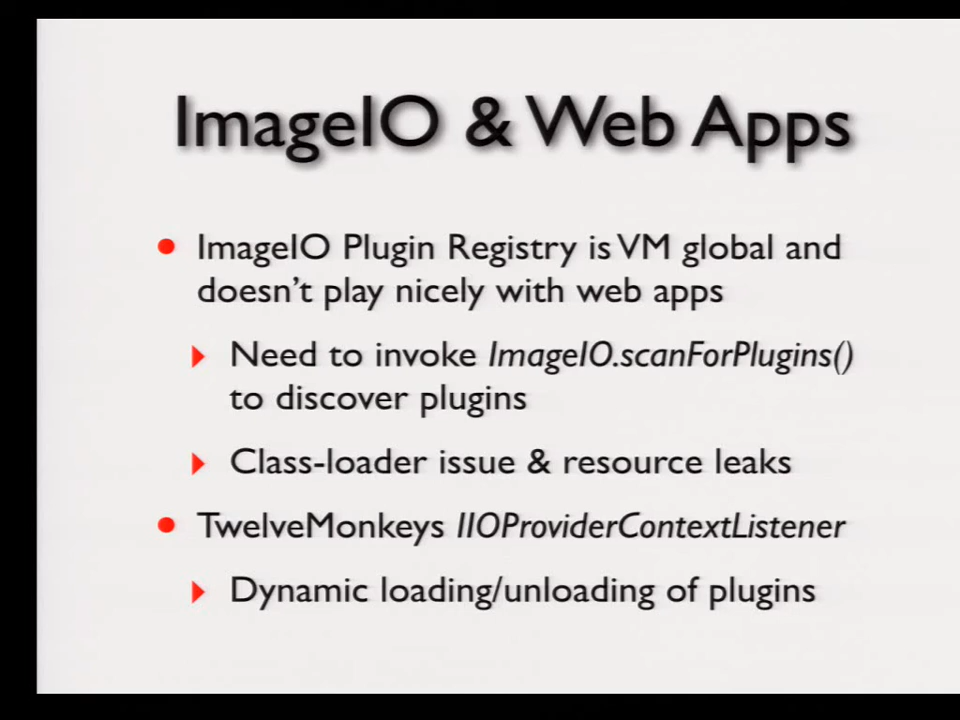 ImageIO & Web Apps
ImageIO Plugin Registry is VM global and
doesn't play nicely with web apps
Need to invoke ImageIO.scanForPlugins()
to discover plugins
Class-loader issue & resource leaks
TwelveMonkeys IIOProviderContextListener
Dynamic loading/unloading of plugins